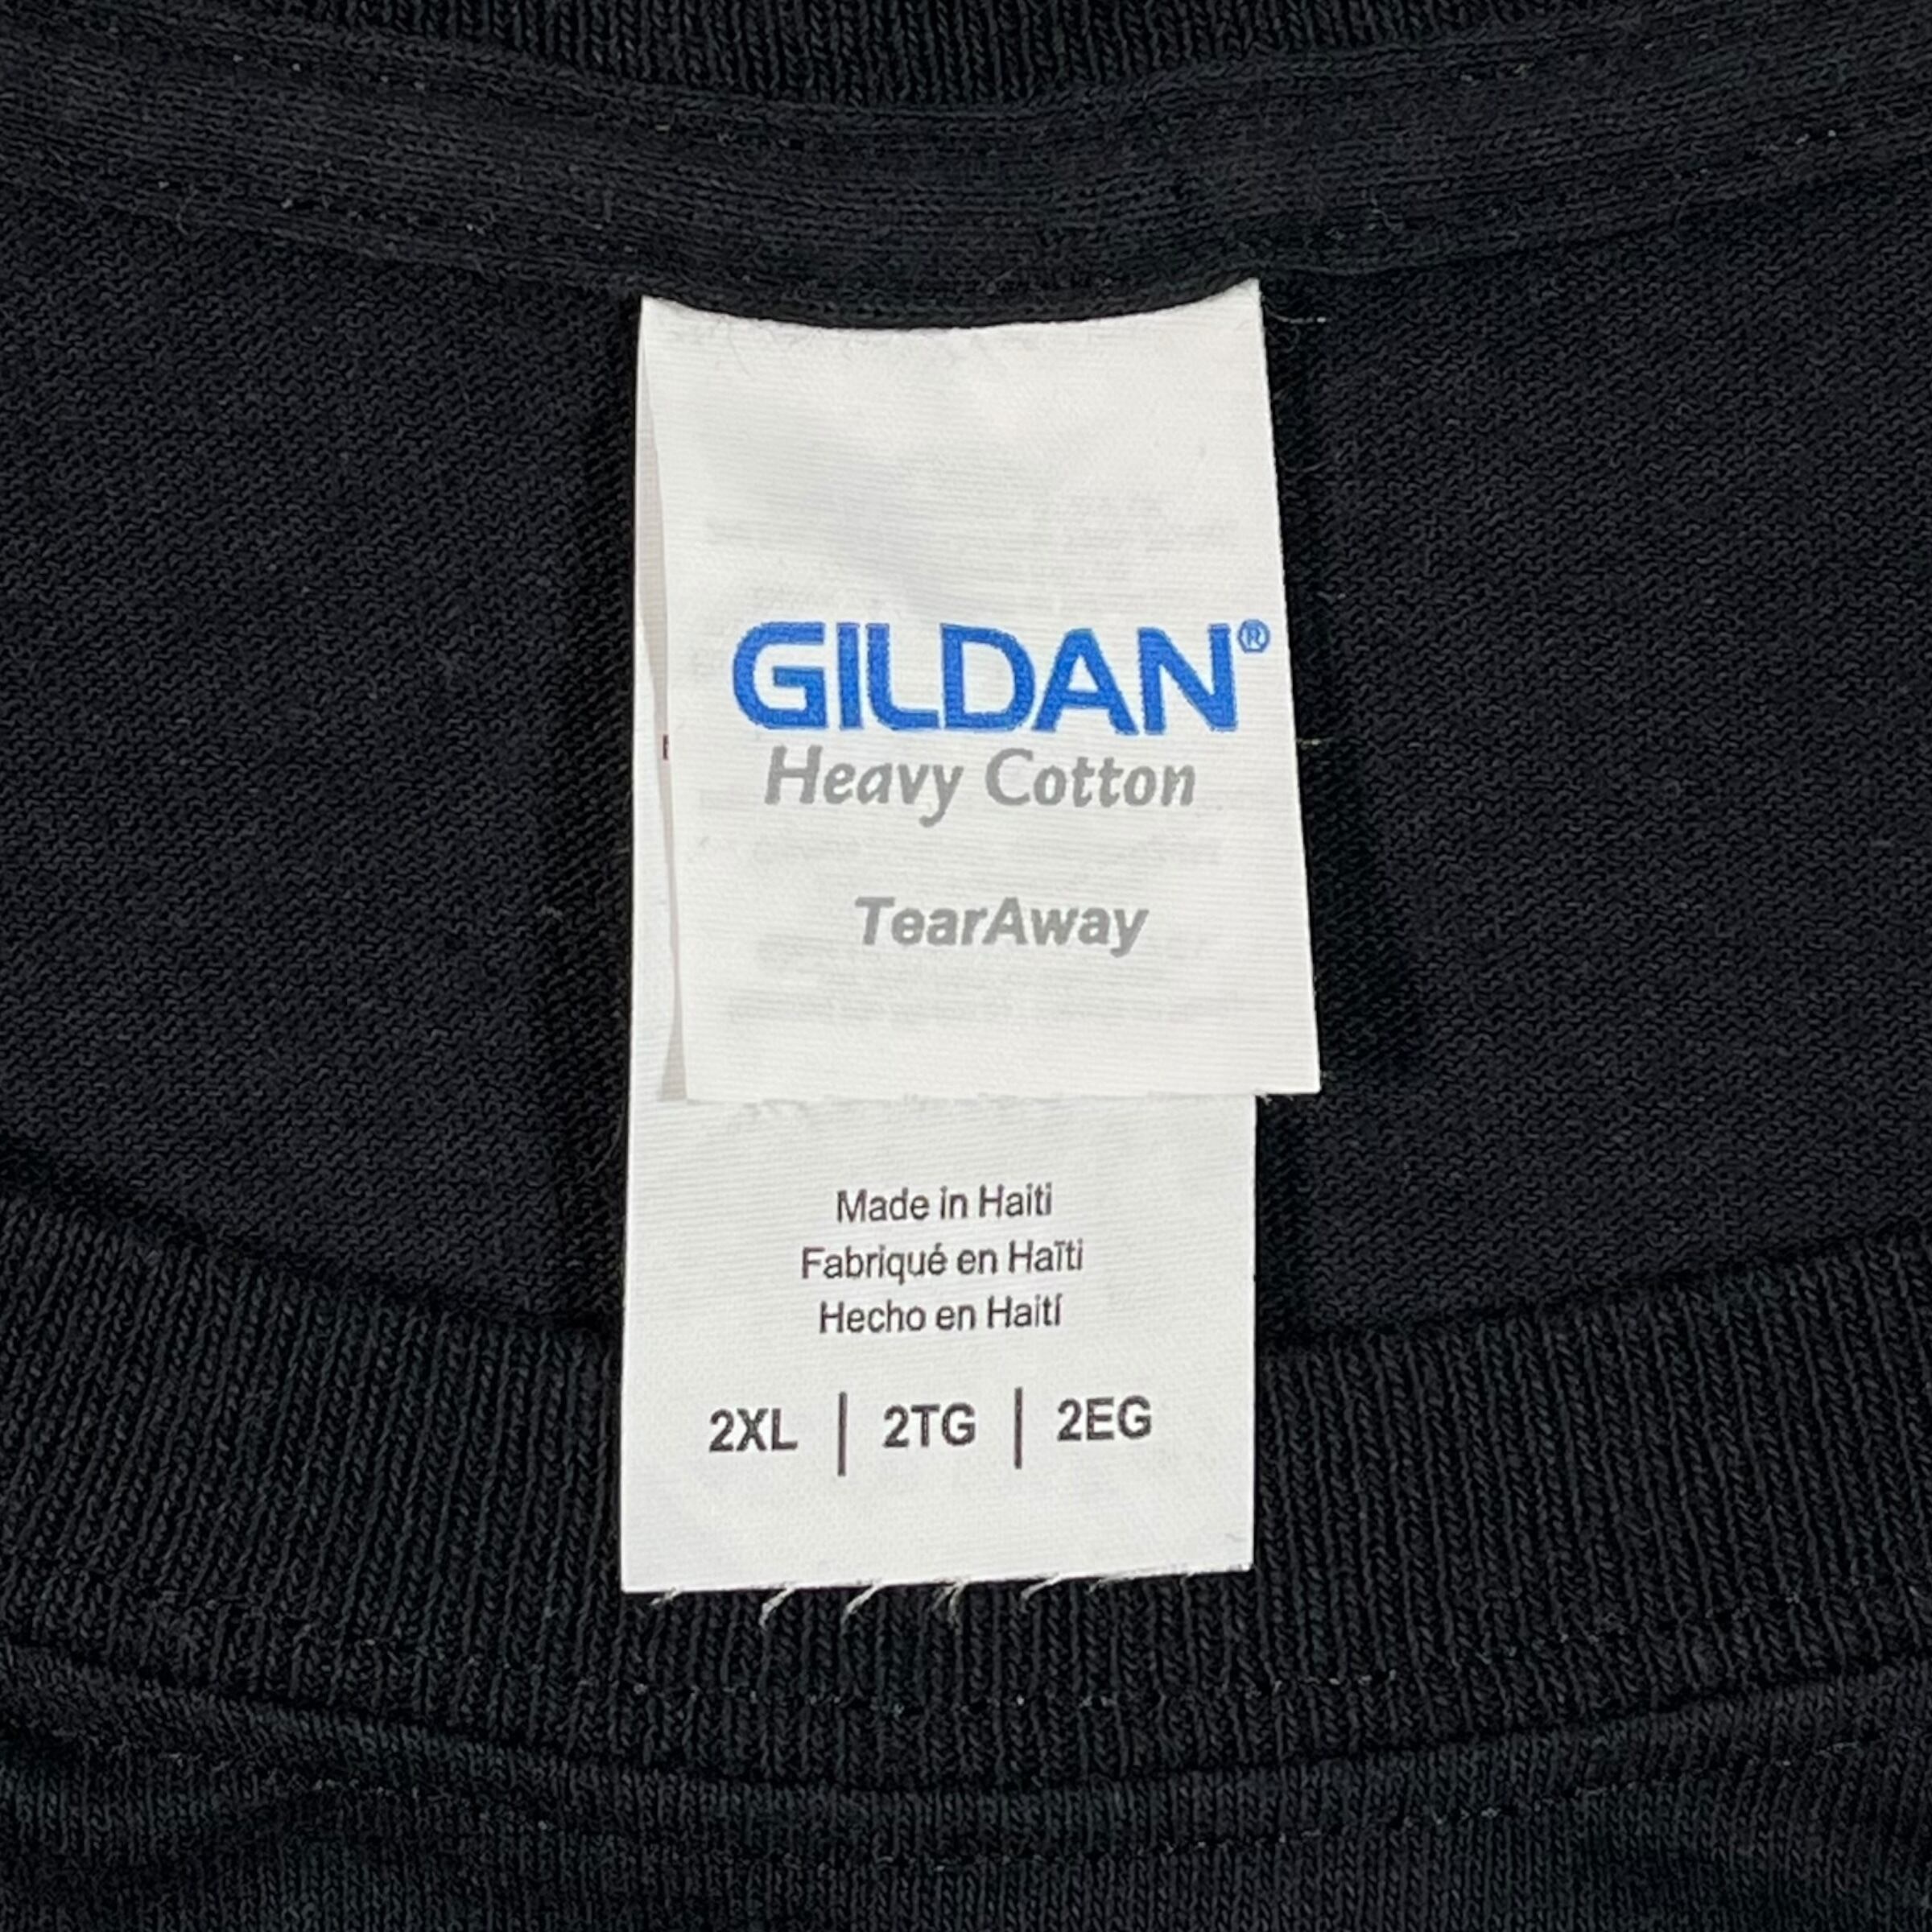 GILDAN®
Heavy Cotton
TearAway
Made in Haiti
Fabriqué en Haïti
Hecho en Haití
2XL | 2TG | 2EG